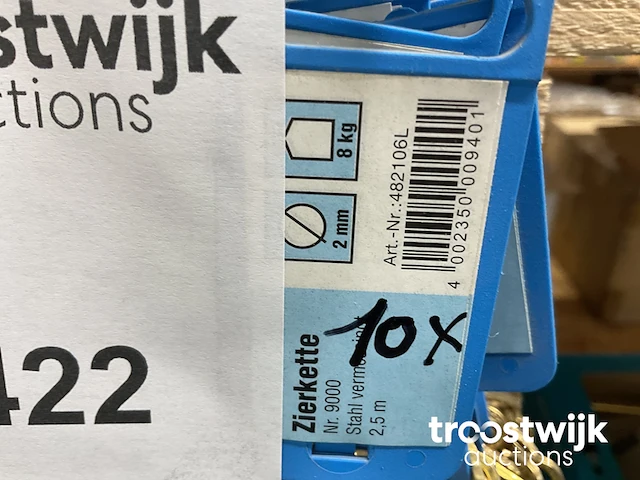 ostwijk
ctions
422
8 kg
2 mm
Art.-Nr.:482106L
4 002350 009401
Zierkette
Nr. 9000
Stahl
2,5 m
10x
troostwijk
auctions